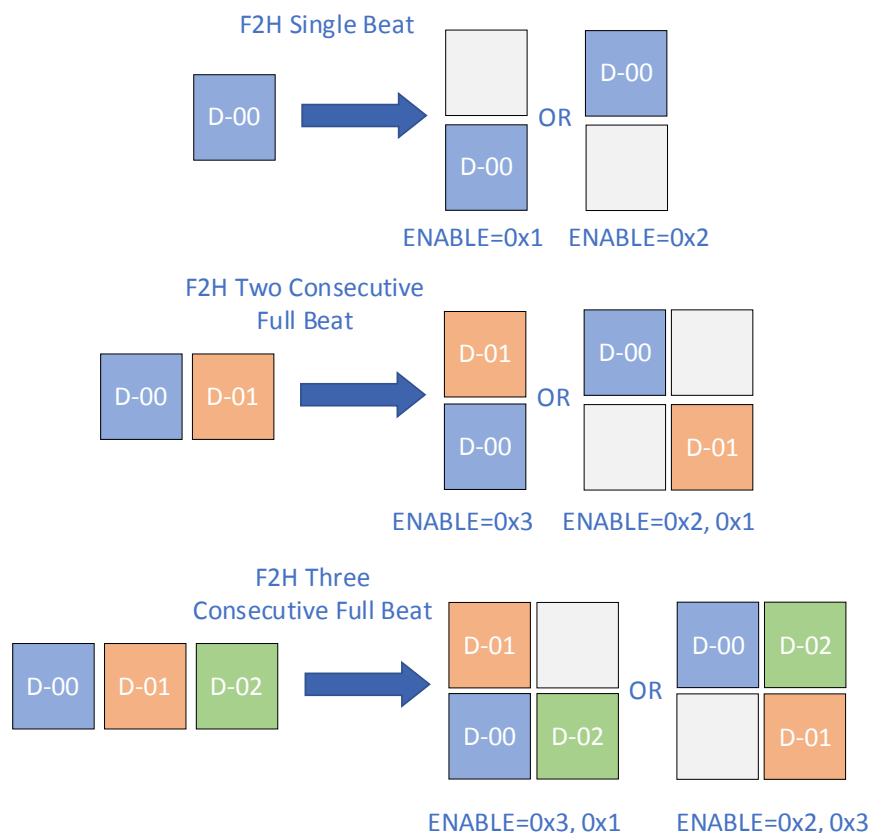 F2H Single Beat
D-00
D-00
OR
D-00
ENABLE=0x1
ENABLE=0x2
F2H Two Consecutive
Full Beat
D-00
D-01
D-01
D-00
OR
D-00
D-01
ENABLE=0x3
ENABLE=0x2, 0x1
F2H Three
Consecutive Full Beat
D-00
D-01
D-02
D-01
D-00
D-02
OR
D-00
D-02
D-01
ENABLE=0x3, 0x1
ENABLE=0x2, 0x3